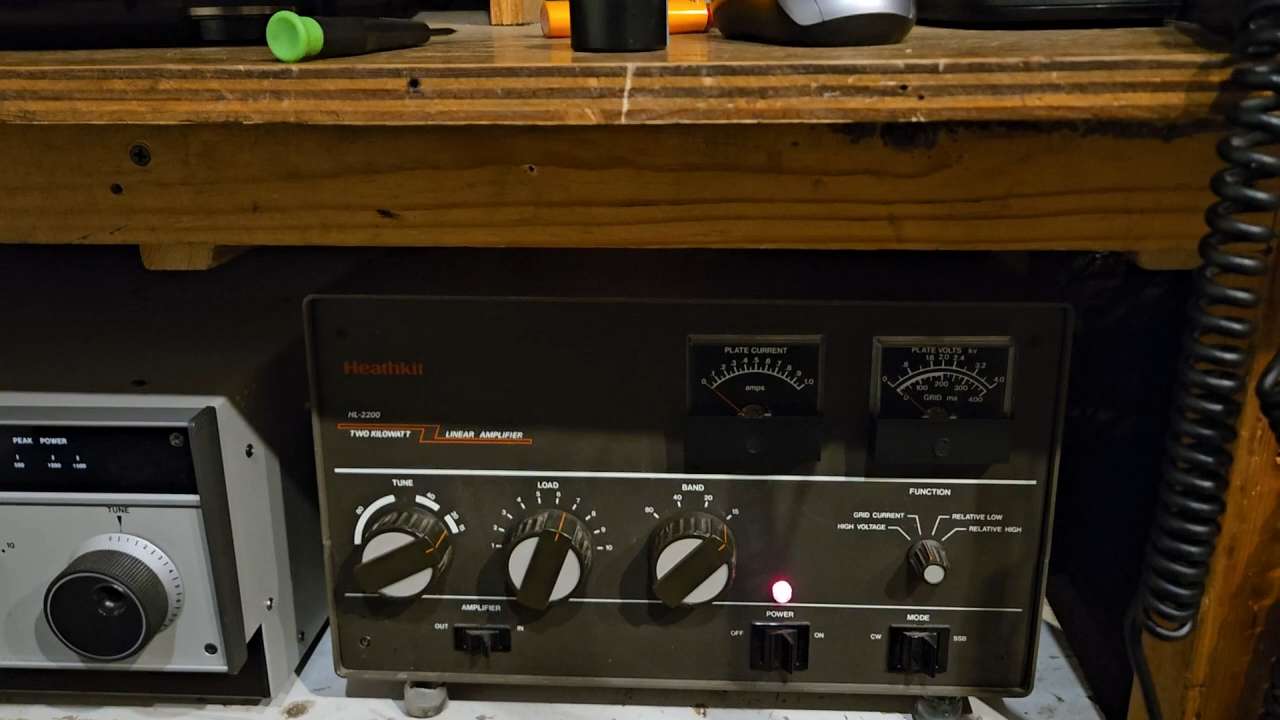 Heathkit
HL-2200
TWO KILOWATT LINEAR AMPLIFIER
PLATE CURRENT
0 .1 .2 .3 .4 .5 .6 .7 .8 .9 1.0
amps
PLATE VOLTS kv
0 .8 1.6 2.0 2.4 3.2 4.0
0 100 200 300 400
GRID ma
PEAK POWER
500 1000 1500
TUNE
10
TUNE
80 40 20 15
LOAD
1 2 3 4 5 6 7 8 9 10
BAND
80 40 20 15
FUNCTION
GRID CURRENT RELATIVE LOW
HIGH VOLTAGE RELATIVE HIGH
AMPLIFIER
OUT IN
POWER
OFF ON
MODE
CW SSB